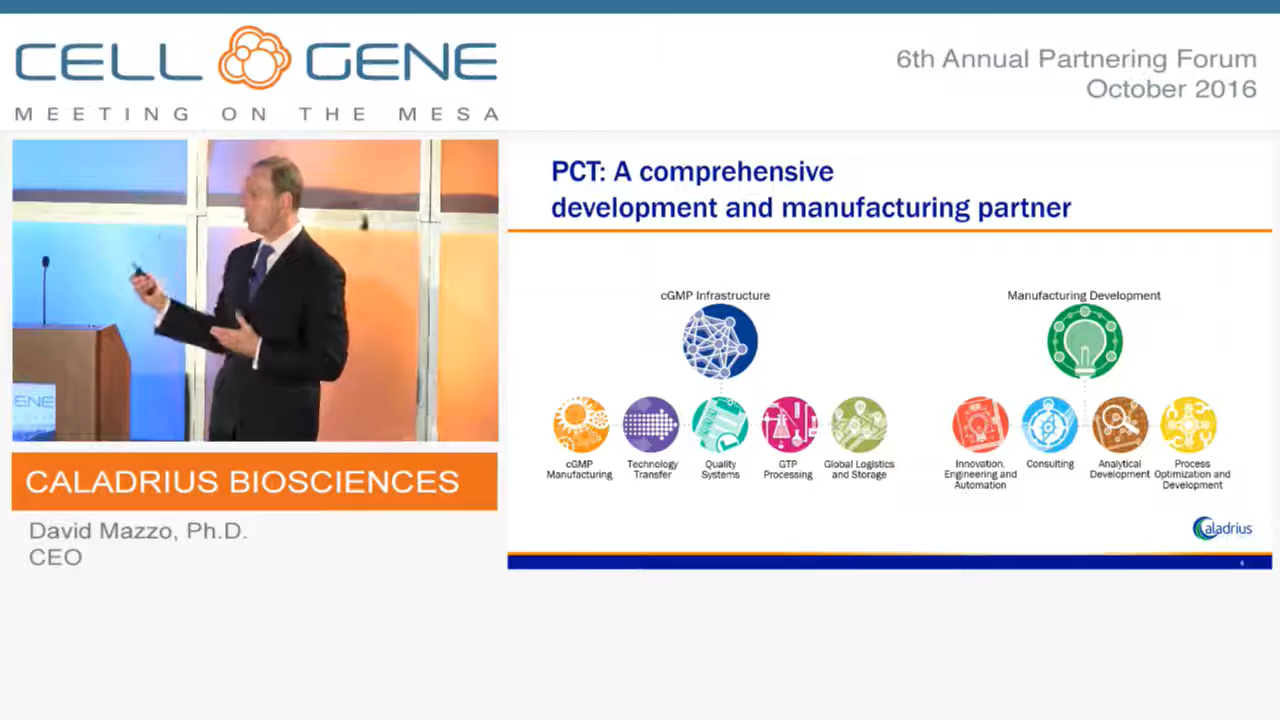 CELL GENE
MEETING ON THE MESA
6th Annual Partnering Forum
October 2016
ENE
PCT: A comprehensive
development and manufacturing partner
cGMP Infrastructure
cGMP
Manufacturing
Technology
Transfer
Quality
Systems
GTP
Processing
Global Logistics
and Storage
Manufacturing Development
Innovation,
Engineering and
Automation
Consulting
Analytical
Development
Process
Optimization and
Development
Caladrius
6
CALADRIUS BIOSCIENCES
David Mazzo, Ph.D.
CEO